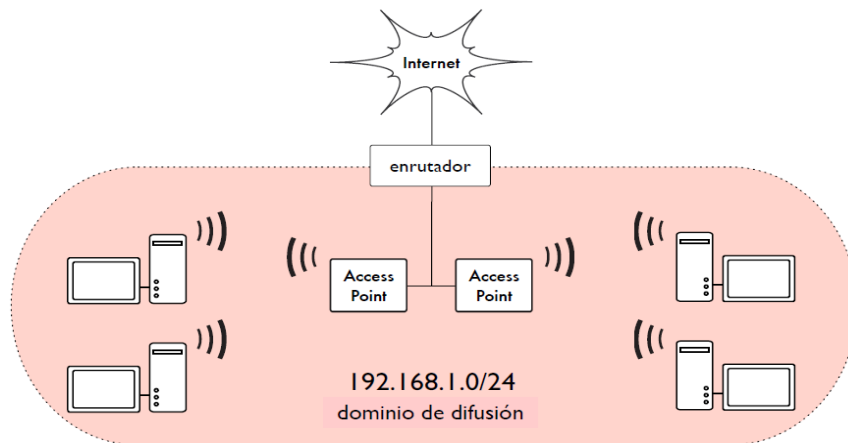 Internet
enrutador
Access
Point
Access
Point
192.168.1.0/24
dominio de difusión